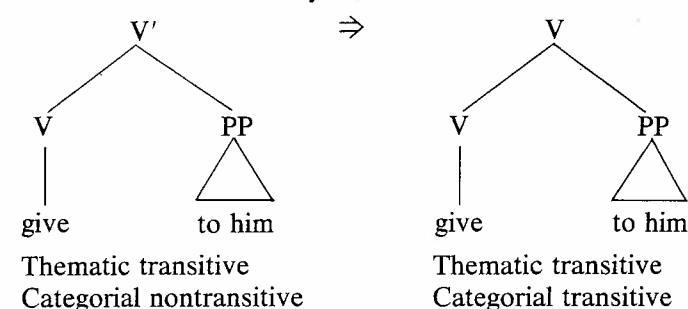 V′ ⇒ V
V PP V PP
give to him give to him
Thematic transitive Thematic transitive
Categorial nontransitive Categorial transitive